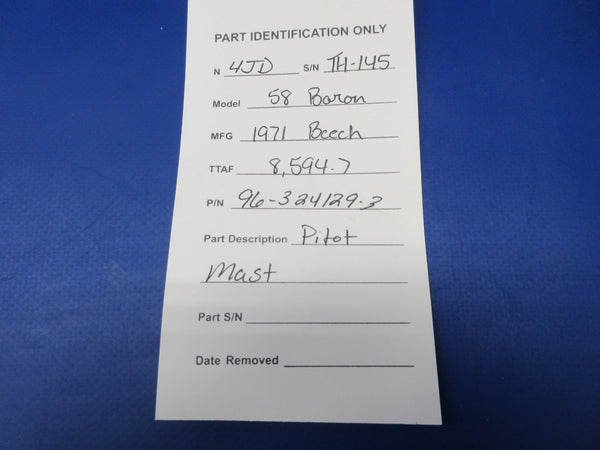 PART IDENTIFICATION ONLY
N 4JD S/N TH-145
Model 58 Baron
MFG 1971 Beech
TTAF 8,594.7
P/N 96-324129-3
Part Description Pitot
Mast
Part S/N
Date Removed